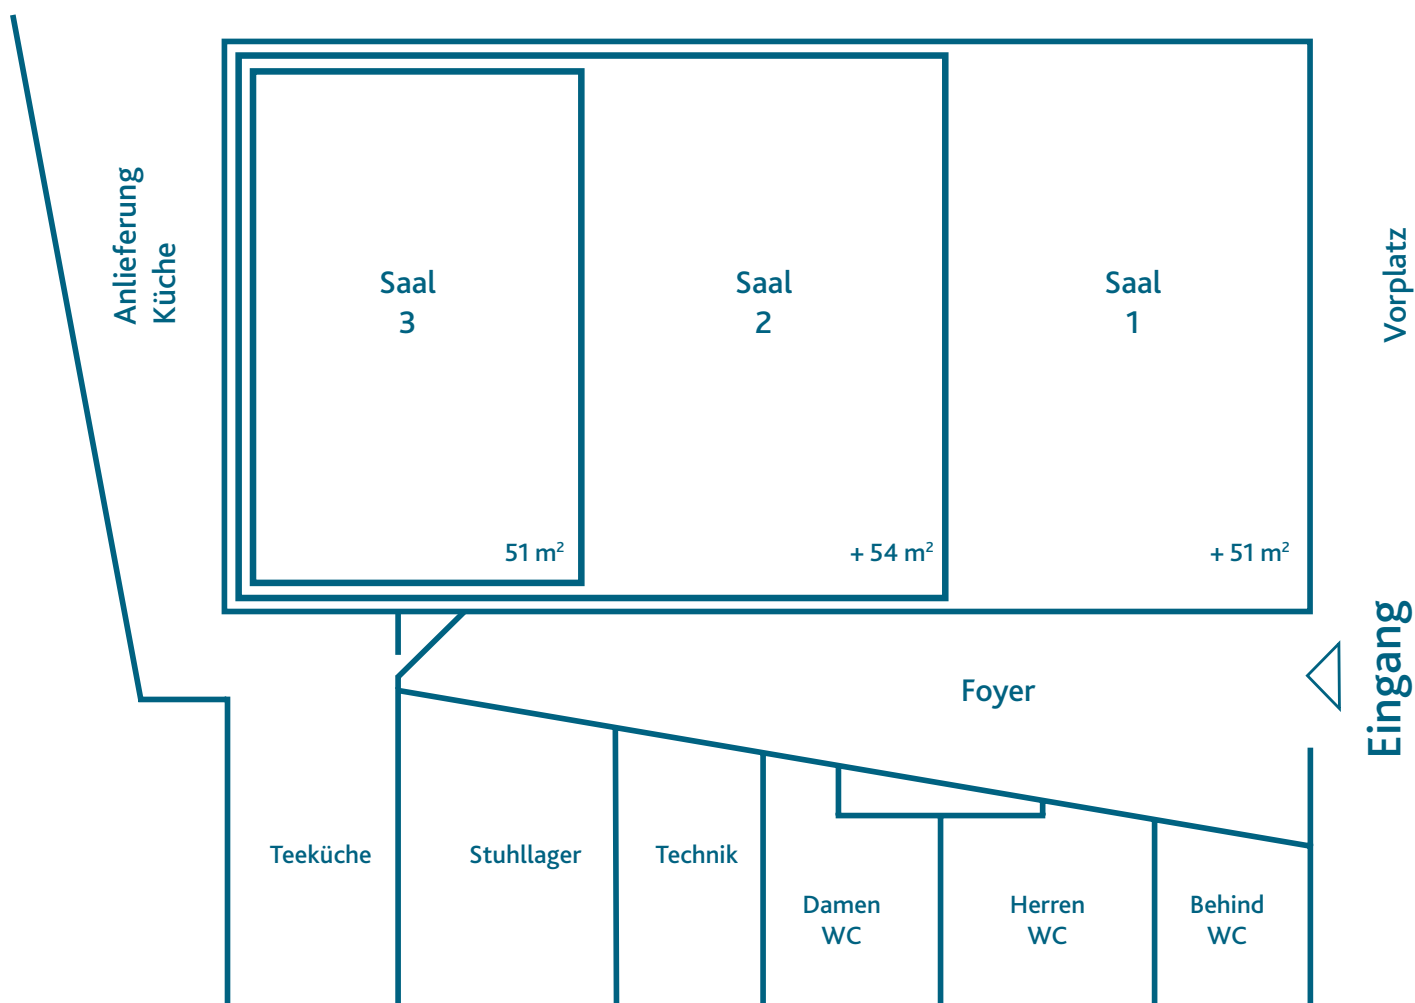 Anlieferung
Küche
Saal
3
51 m²
Saal
2
+ 54 m²
Saal
1
+ 51 m²
Vorplatz
Eingang
Foyer
Teeküche
Stuhllager
Technik
Damen
WC
Herren
WC
Behind
WC